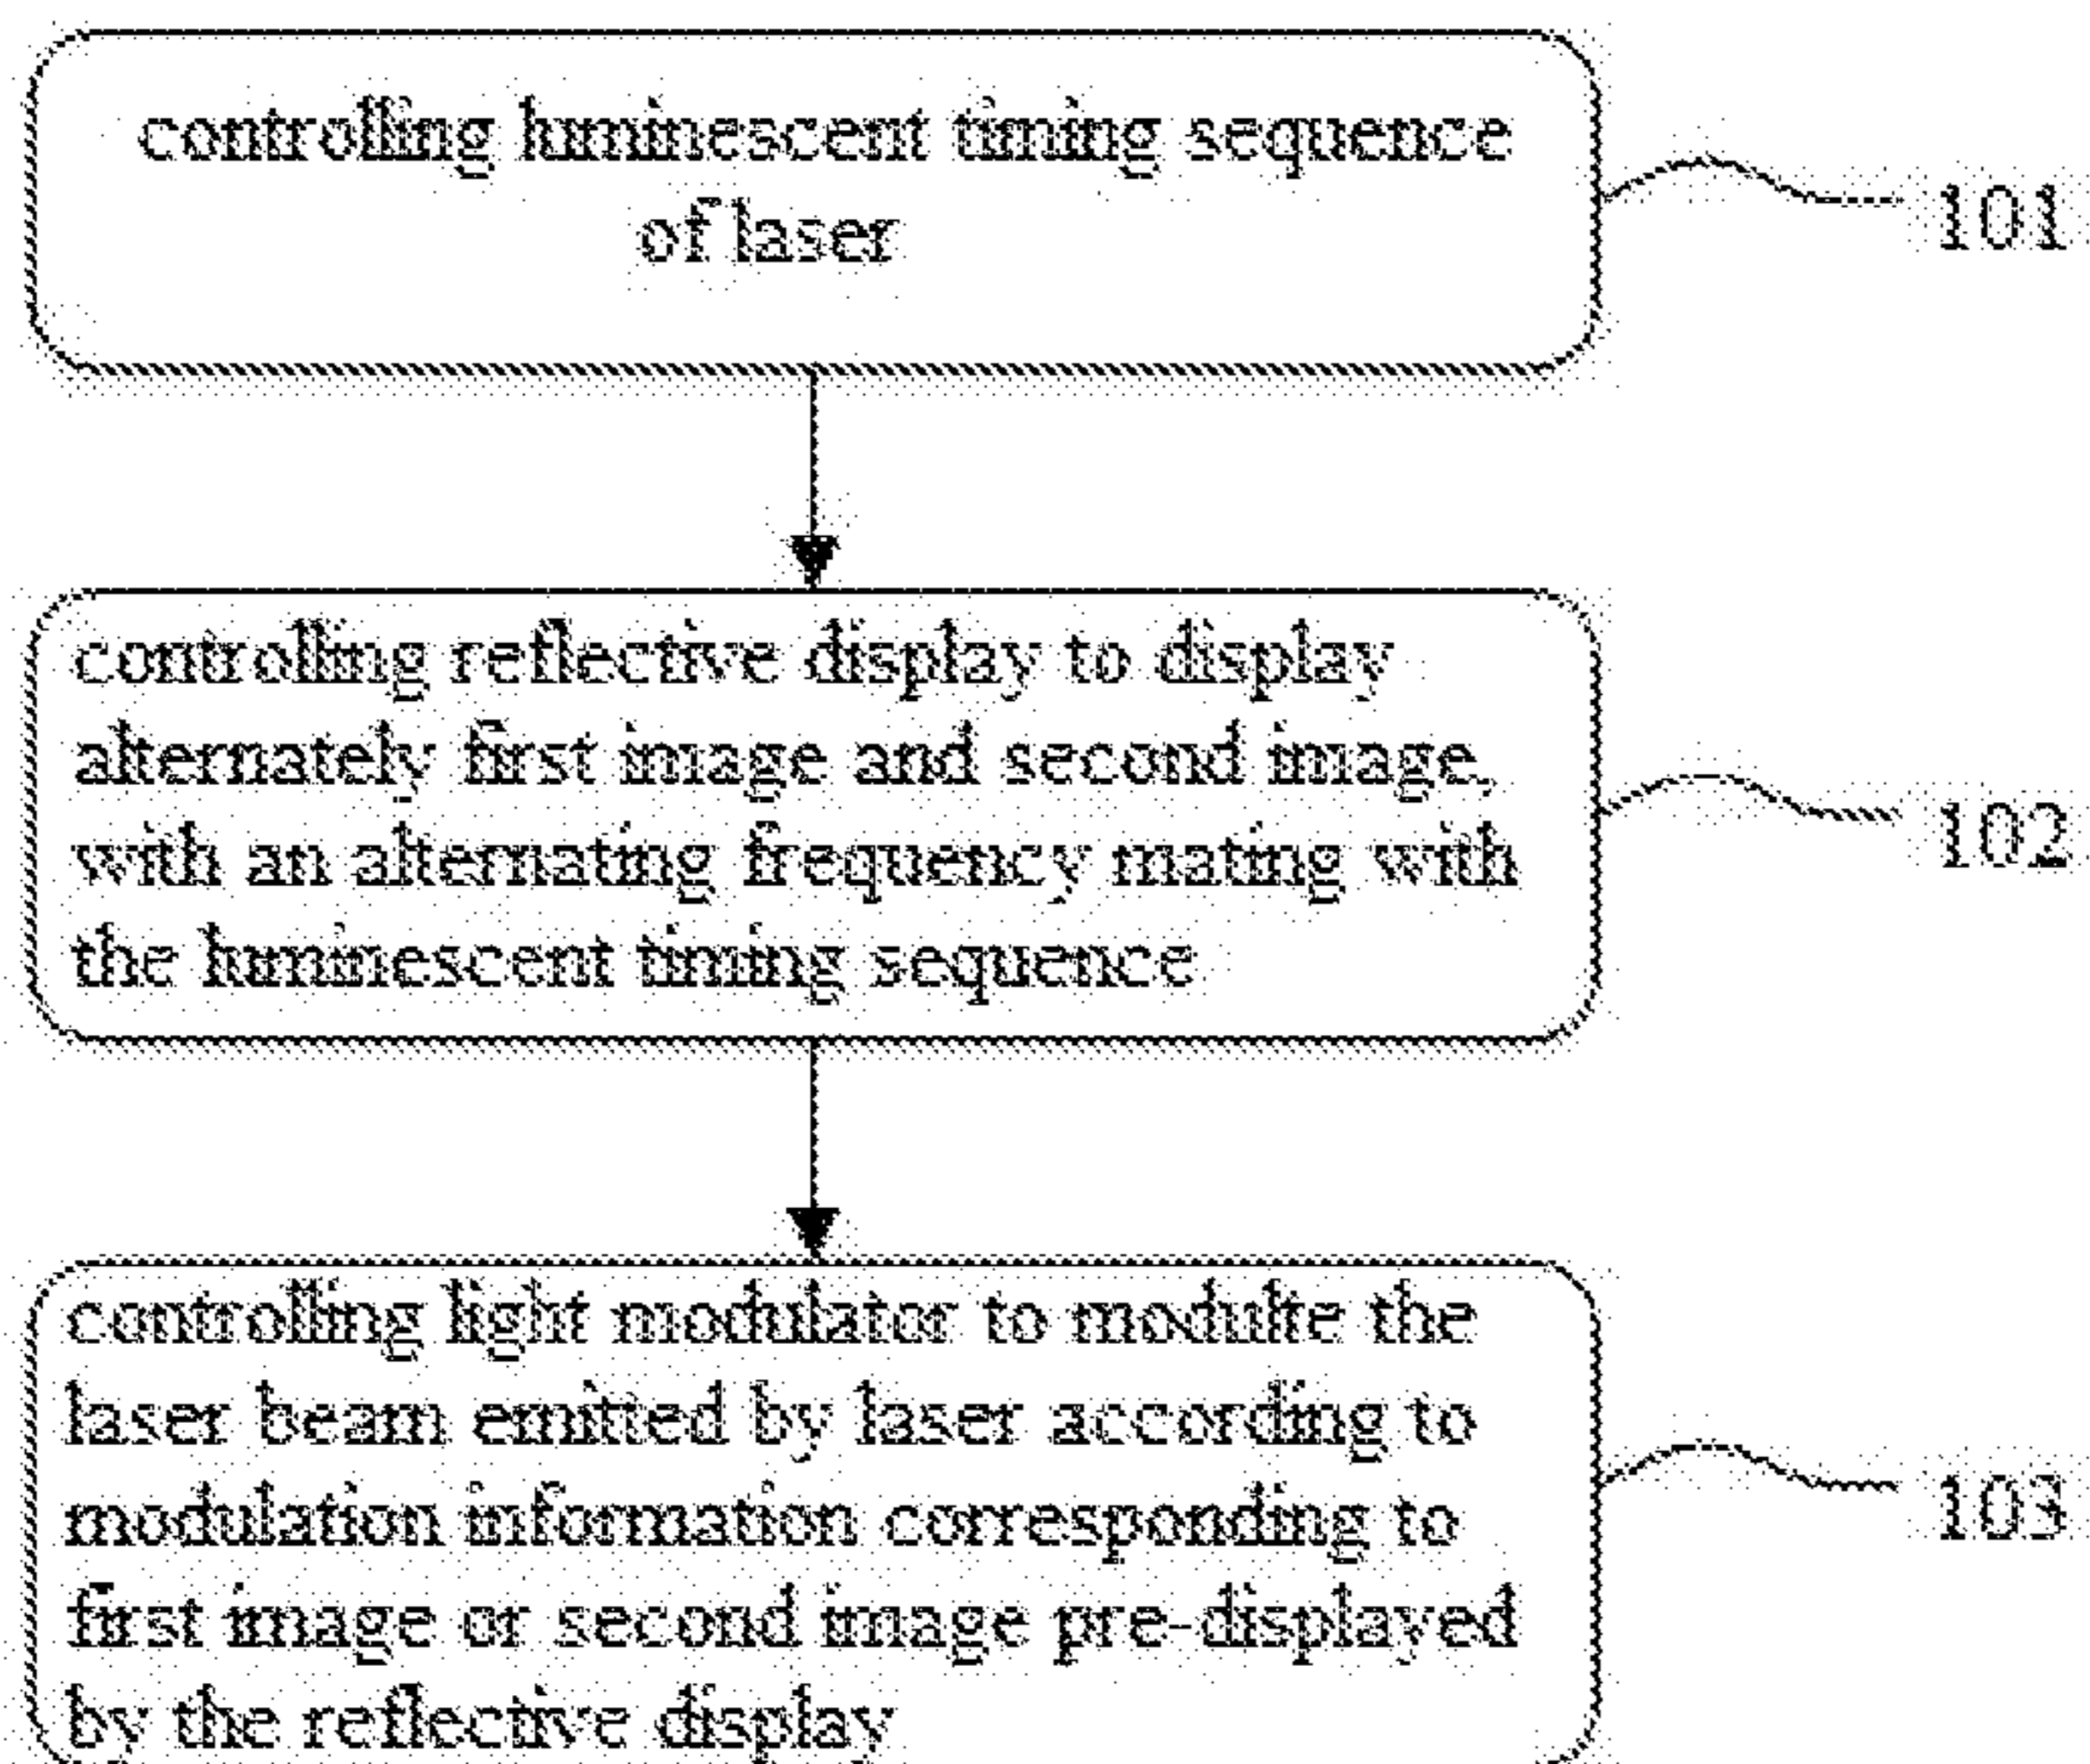 controlling luminescent timing sequence
of laser
101
controlling reflective display to display
alternately first image and second image,
with an alternating frequency mating with
the luminescent timing sequence
102
controlling light modulator to modulte the
laser beam emitted by laser according to
modulation information corresponding to
first image or second image pre-displayed
by the reflective display
103